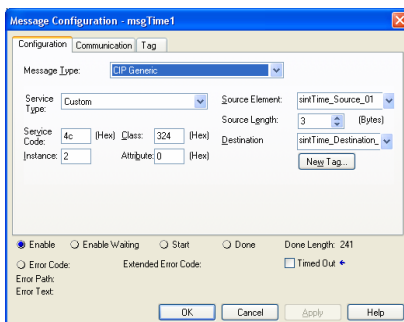 Message Configuration - msgTime1
Configuration Communication Tag
Message Type: CIP Generic
Service Type: Custom
Source Element: sintTime_Source_01
Source Length: 3 (Bytes)
Service Code: 4c (Hex) Class: 324 (Hex)
Destination sintTime_Destination_
Instance: 2 Attribute: 0 (Hex)
New Tag...
Enable Enable Waiting Start Done Done Length: 241
Error Code: Extended Error Code: Timed Out
Error Path:
Error Text:
OK Cancel Apply Help